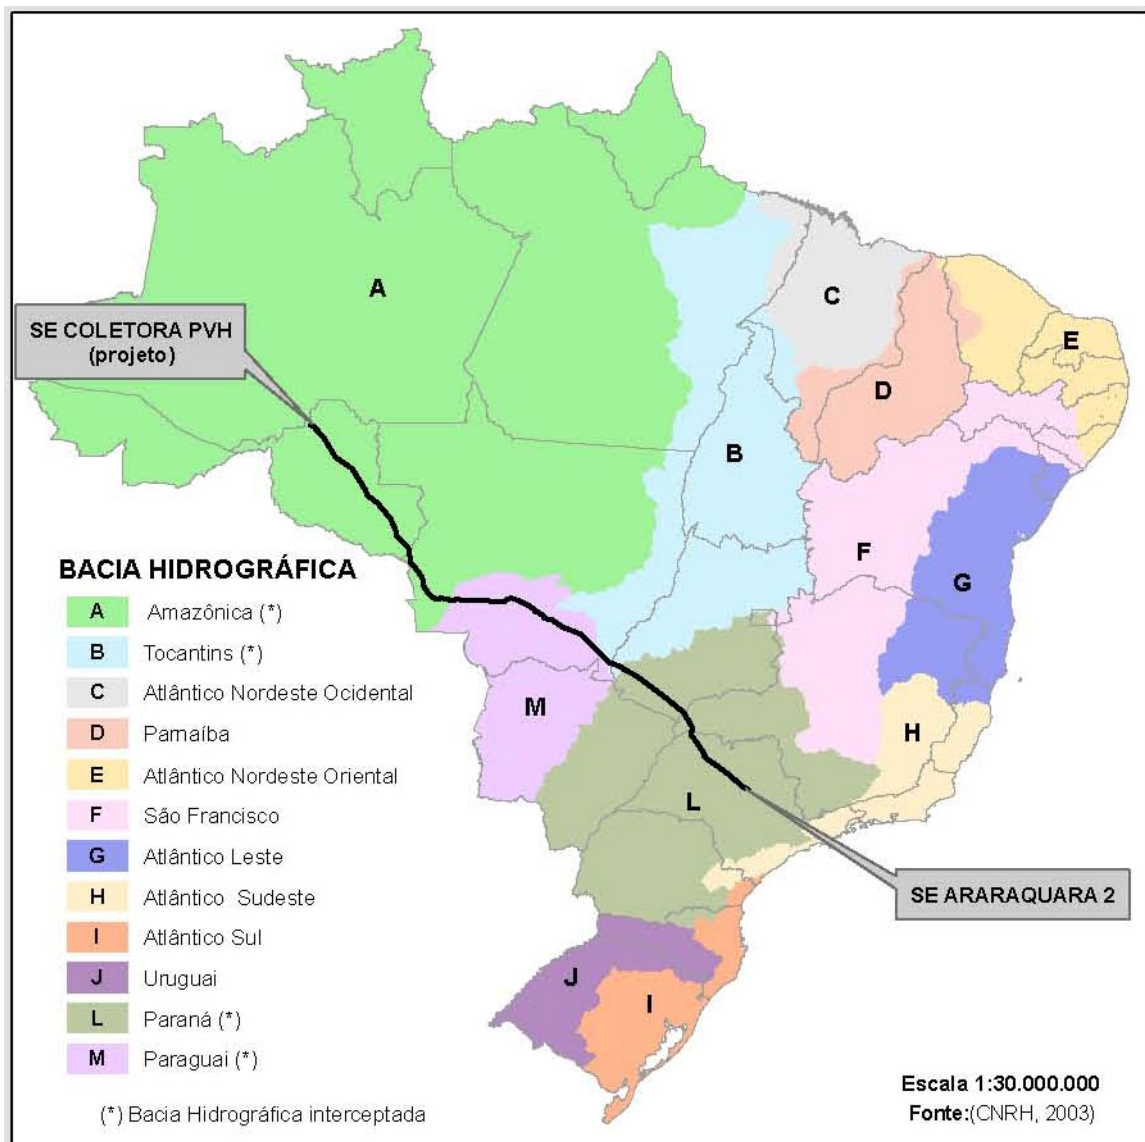 A
SE COLETORA PVH
(projeto)
C
E
D
B
F
G
BACIA HIDROGRÁFICA
A Amazônica (*)
B Tocantins (*)
C Atlântico Nordeste Ocidental
D Parnaíba
E Atlântico Nordeste Oriental
F São Francisco
G Atlântico Leste
H Atlântico Sudeste
I Atlântico Sul
J Uruguai
L Paraná (*)
M Paraguai (*)
(*) Bacia Hidrográfica interceptada
M
H
L
SE ARARAQUARA 2
J
I
Escala 1:30.000.000
Fonte:(CNRH, 2003)